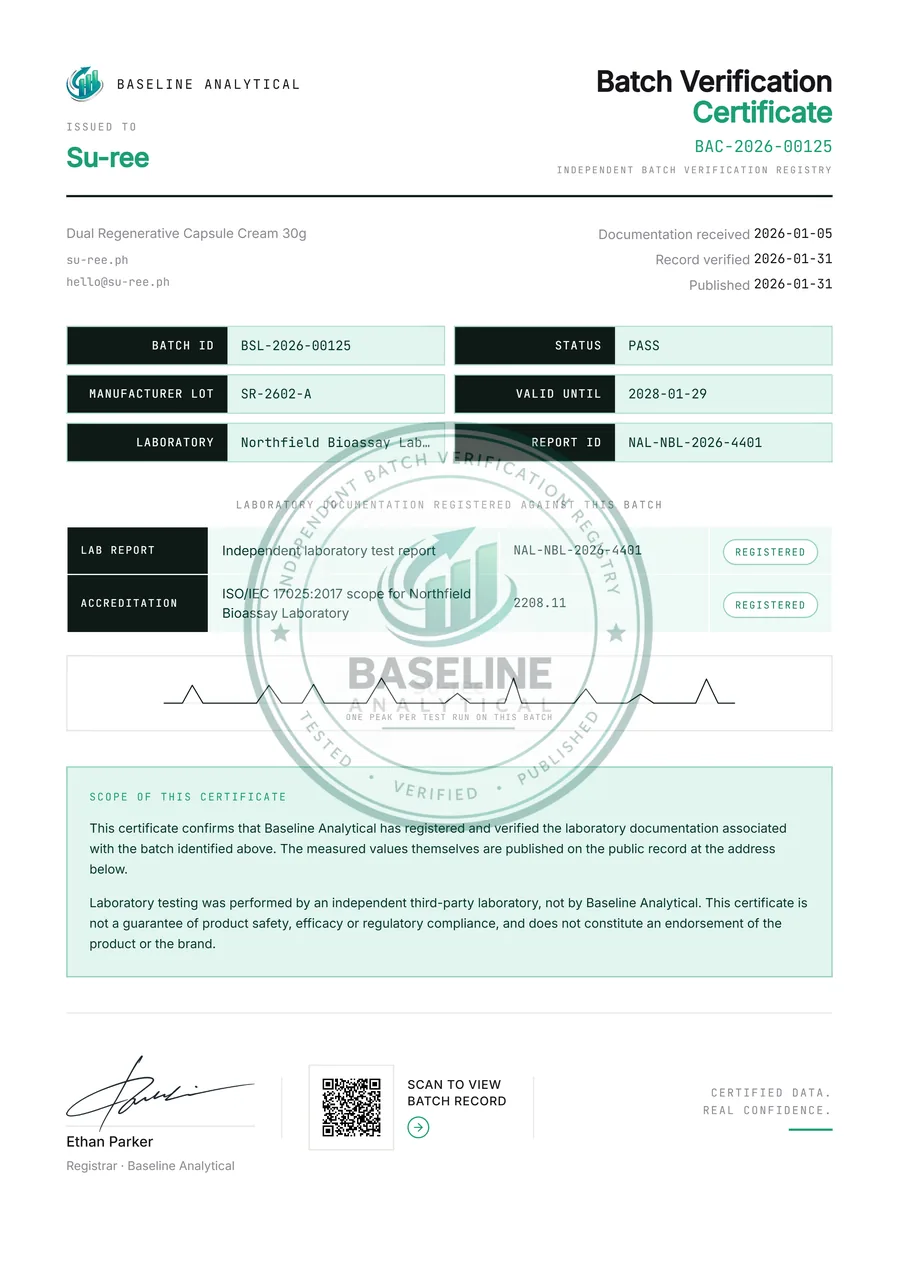 BASELINE ANALYTICAL
ISSUED TO
Su-ree
Batch Verification
Certificate
BAC-2026-00125
INDEPENDENT BATCH VERIFICATION REGISTRY
Dual Regenerative Capsule Cream 30g
su-ree.ph
hello@su-ree.ph
Documentation received 2026-01-05
Record verified 2026-01-31
Published 2026-01-31
BATCH ID BSL-2026-00125
STATUS PASS
MANUFACTURER LOT SR-2602-A
VALID UNTIL 2028-01-29
LABORATORY Northfield Bioassay Lab…
REPORT ID NAL-NBL-2026-4401
LABORATORY DOCUMENTATION REGISTERED AGAINST THIS BATCH
LAB REPORT Independent laboratory test report NAL-NBL-2026-4401 REGISTERED
ACCREDITATION ISO/IEC 17025:2017 scope for Northfield
Bioassay Laboratory 2208.11 REGISTERED
INDEPENDENT BATCH VERIFICATION REGISTRY
BASELINE
ANALYTICAL
ONE PEAK PER TEST RUN ON THIS BATCH
TESTED • VERIFIED • PUBLISHED
SCOPE OF THIS CERTIFICATE
This certificate confirms that Baseline Analytical has registered and verified the laboratory documentation associated
with the batch identified above. The measured values themselves are published on the public record at the address
below.
Laboratory testing was performed by an independent third-party laboratory, not by Baseline Analytical. This certificate is
not a guarantee of product safety, efficacy or regulatory compliance, and does not constitute an endorsement of the
product or the brand.
Ethan Parker
Registrar · Baseline Analytical
SCAN TO VIEW
BATCH RECORD
CERTIFIED DATA.
REAL CONFIDENCE.